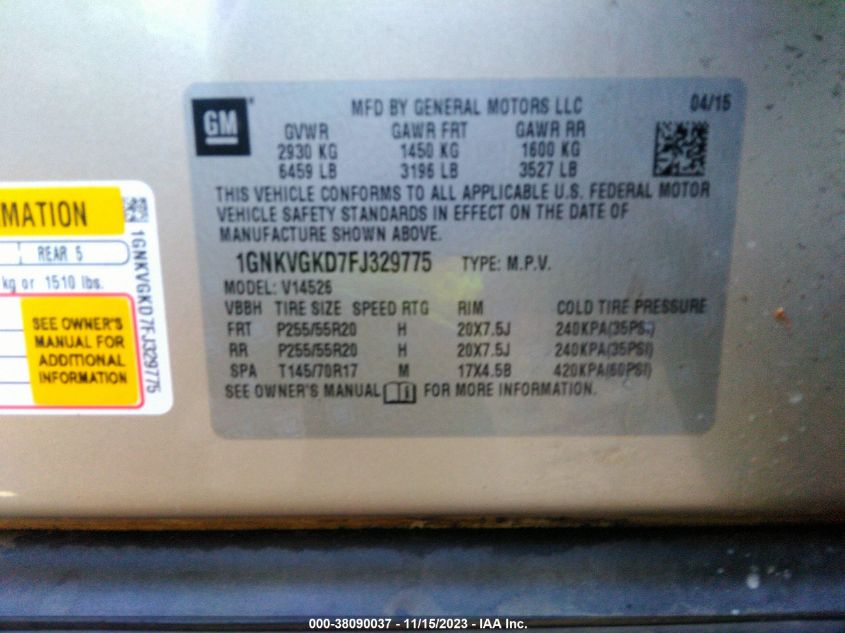 MATION
REAR 5
kg or 1510 lbs.
SEE OWNER'S
MANUAL FOR
ADDITIONAL
INFORMATION
1GNKVGKD7FJ329775
GM
MFD BY GENERAL MOTORS LLC 04/15
GVWR GAWR FRT GAWR RR
2930 KG 1450 KG 1600 KG
6459 LB 3196 LB 3527 LB
THIS VEHICLE CONFORMS TO ALL APPLICABLE U.S. FEDERAL MOTOR
VEHICLE SAFETY STANDARDS IN EFFECT ON THE DATE OF
MANUFACTURE SHOWN ABOVE.
1GNKVGKD7FJ329775 TYPE: M.P.V.
MODEL: V14526
VBBH TIRE SIZE SPEED RTG RIM COLD TIRE PRESSURE
FRT P255/55R20 H 20X7.5J 240KPA(35PSI)
RR P255/55R20 H 20X7.5J 240KPA(35PSI)
SPA T145/70R17 M 17X4.5B 420KPA(60PSI)
SEE OWNER'S MANUAL FOR MORE INFORMATION.
000-38090037 - 11/15/2023 - IAA Inc.